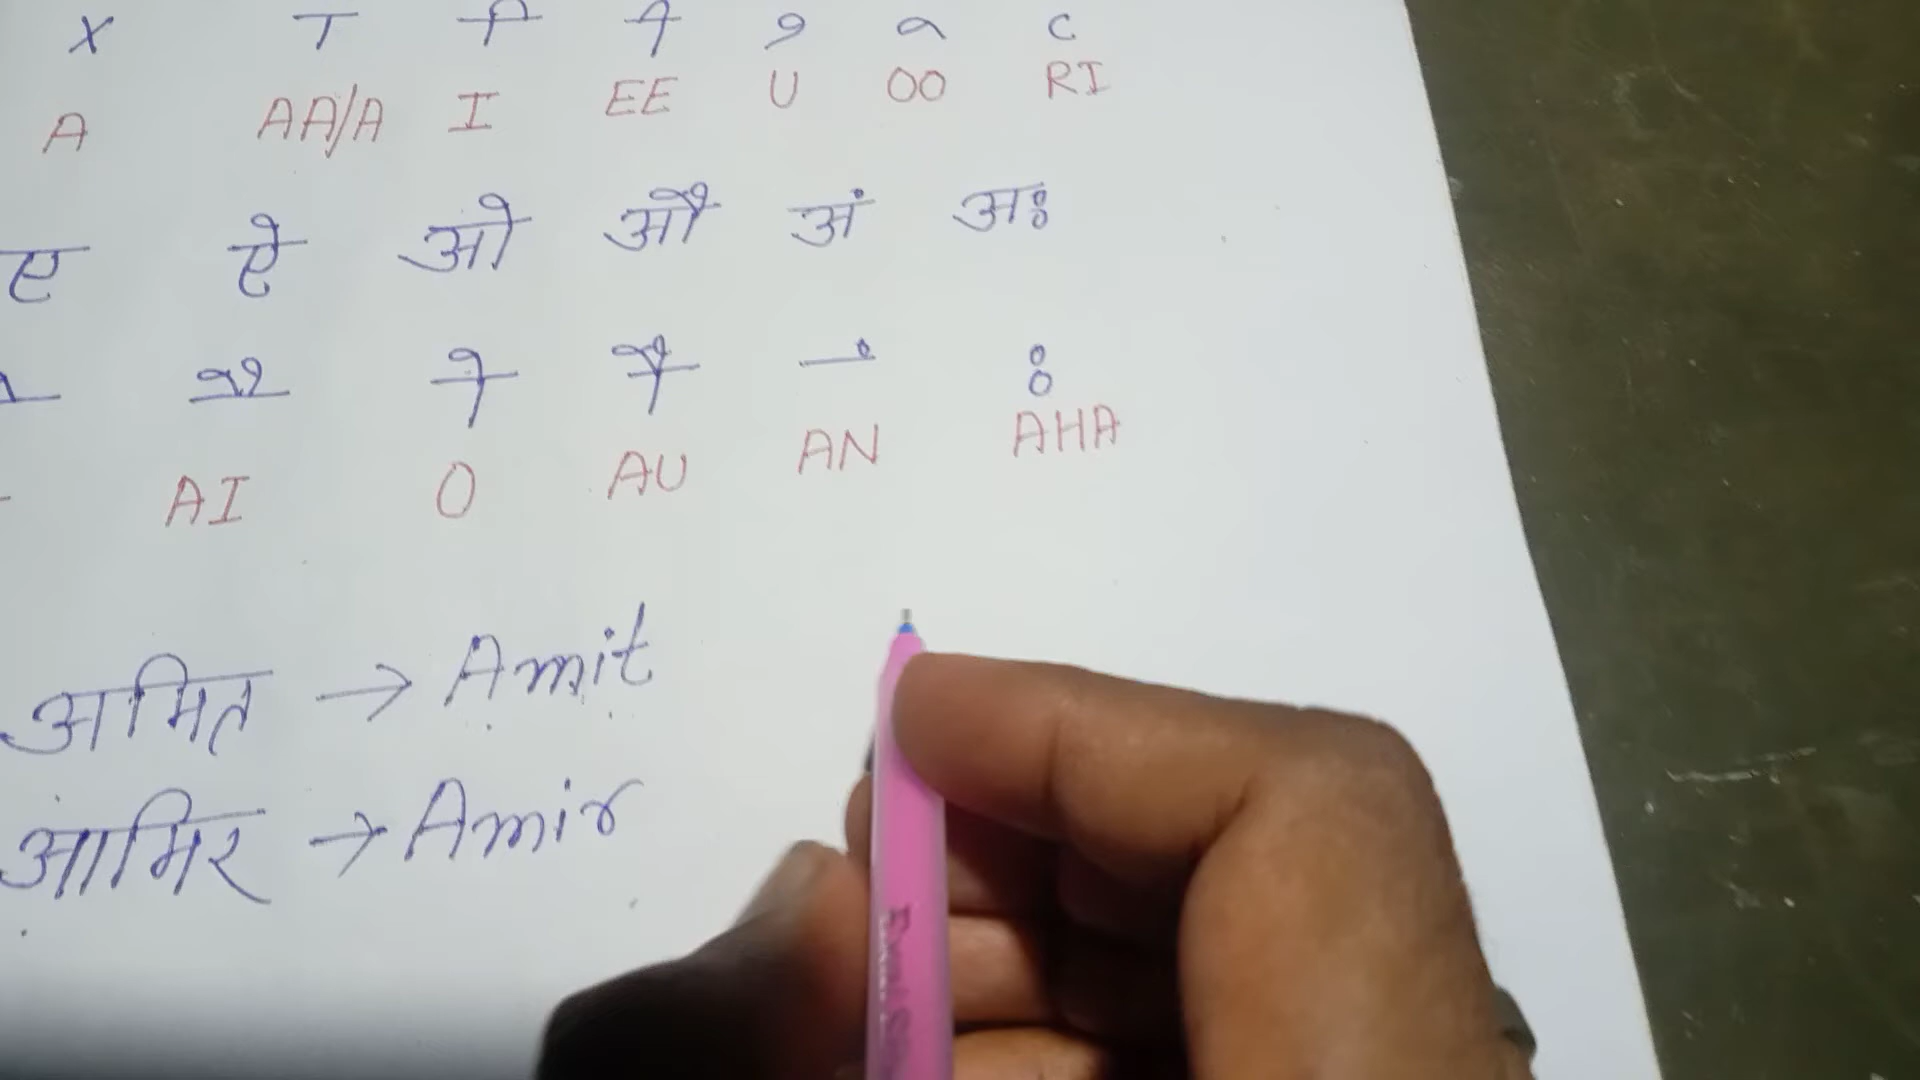 x ा ि ी ु ू ृ
A AA/A I EE U OO RI
ए ऐ ओ औ अं अः
े ै ो ौ ं ः
AI O AU AN AHA
अमित → Amit
आमिर → Amir